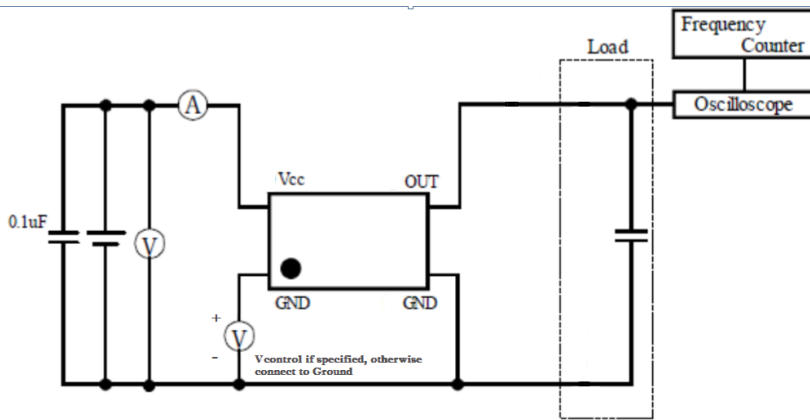 Frequency
Counter
Load
Oscilloscope
A
Vcc
OUT
0.1uF
V
GND
GND
+
V
-
Vcontrol if specified, otherwise
connect to Ground